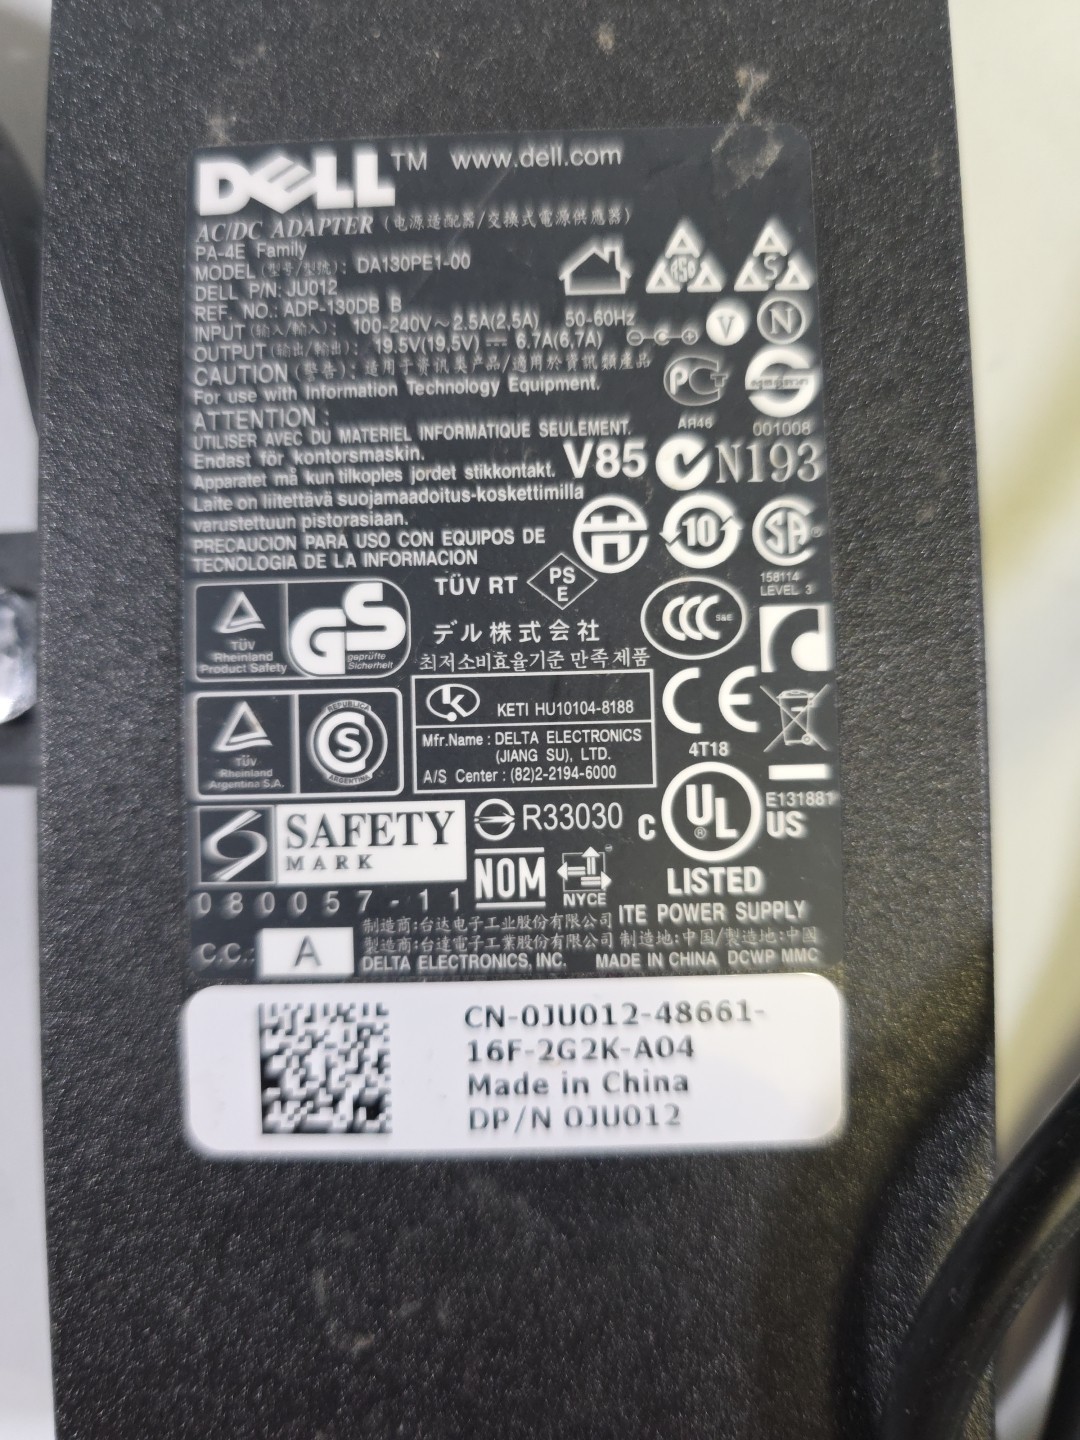 DELL™ www.dell.com
AC/DC ADAPTER (电源适配器/交換式電源供應器)
PA-4E Family
MODEL (型号/型號): DA130PE1-00
DELL P/N: JU012
REF. NO.: ADP-130DB B
INPUT (输入/輸入): 100-240V~2.5A(2,5A) 50-60Hz
OUTPUT (输出/輸出): 19.5V(19,5V) ⎓ 6.7A(6,7A)
V N
CAUTION (警告): 适用于资讯类产品/適用於資訊類產品
For use with Information Technology Equipment.
AR46 001008
ATTENTION :
UTILISER AVEC DU MATERIEL INFORMATIQUE SEULEMENT.
Endast för kontorsmaskin.
V85 N193
Apparatet må kun tilkoples jordet stikkontakt.
Laite on liitettävä suojamaadoitus-koskettimilla
varustettuun pistorasiaan.
10 SA
PRECAUCION PARA USO CON EQUIPOS DE
TECNOLOGIA DE LA INFORMACION
158114
LEVEL 3
TÜV RT PS E
TÜV
Rheinland
Product Safety
GS
geprüfte
Sicherheit
デル株式会社
CCC S&E
최저소비효율기준 만족 제품
KETI HU10104-8188
Mfr.Name : DELTA ELECTRONICS
(JIANG SU), LTD.
A/S Center : (82)2-2194-6000
CE
4T18
TÜV
Rheinland
Argentina S.A.
REPUBLICA
S
ARGENTINA
SAFETY
MARK
R33030
C UL ® US
E131881
LISTED
080057-11
NOM
NYCE
ITE POWER SUPPLY
C.C.: A
制造商:台达电子工业股份有限公司
製造商:台達電子工業股份有限公司 制造地:中国/製造地:中國
DELTA ELECTRONICS, INC. MADE IN CHINA DCWP MMC
CN-0JU012-48661-
16F-2G2K-A04
Made in China
DP/N 0JU012